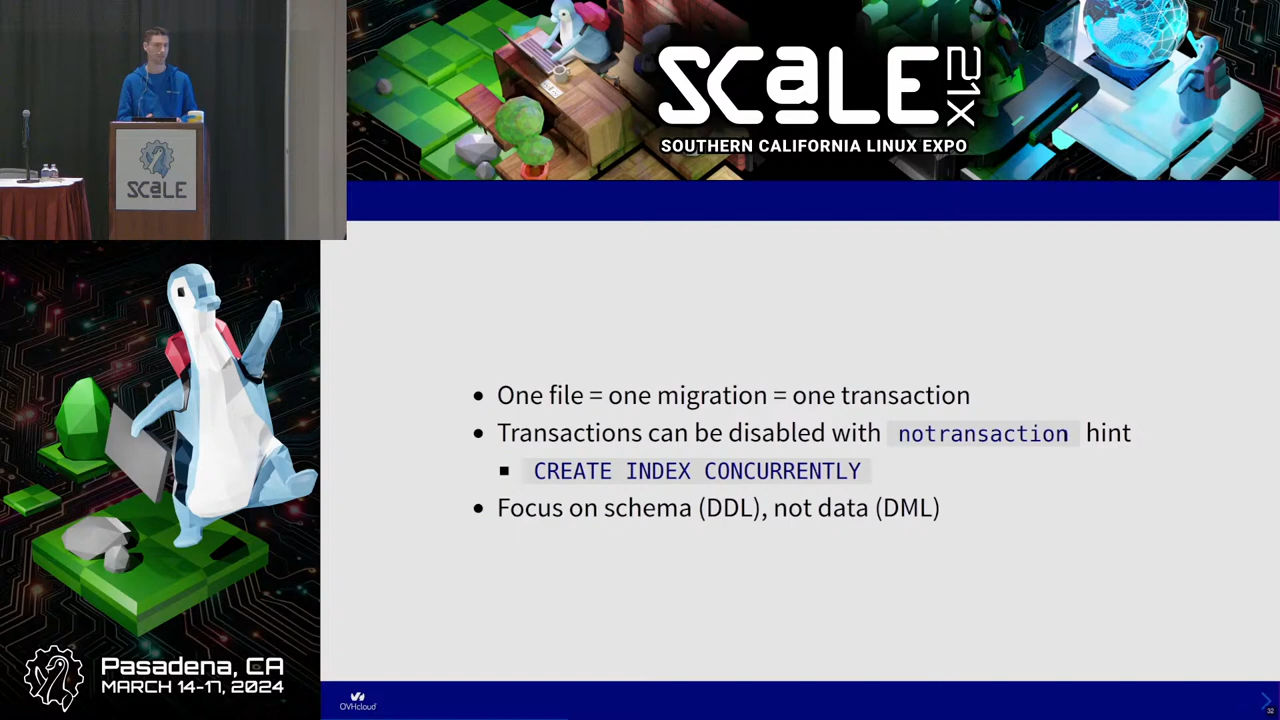 SCALE
SCALE 21X
SOUTHERN CALIFORNIA LINUX EXPO
One file = one migration = one transaction
Transactions can be disabled with notransaction hint
CREATE INDEX CONCURRENTLY
Focus on schema (DDL), not data (DML)
Pasadena, CA
MARCH 14-17, 2024
OVHcloud
32